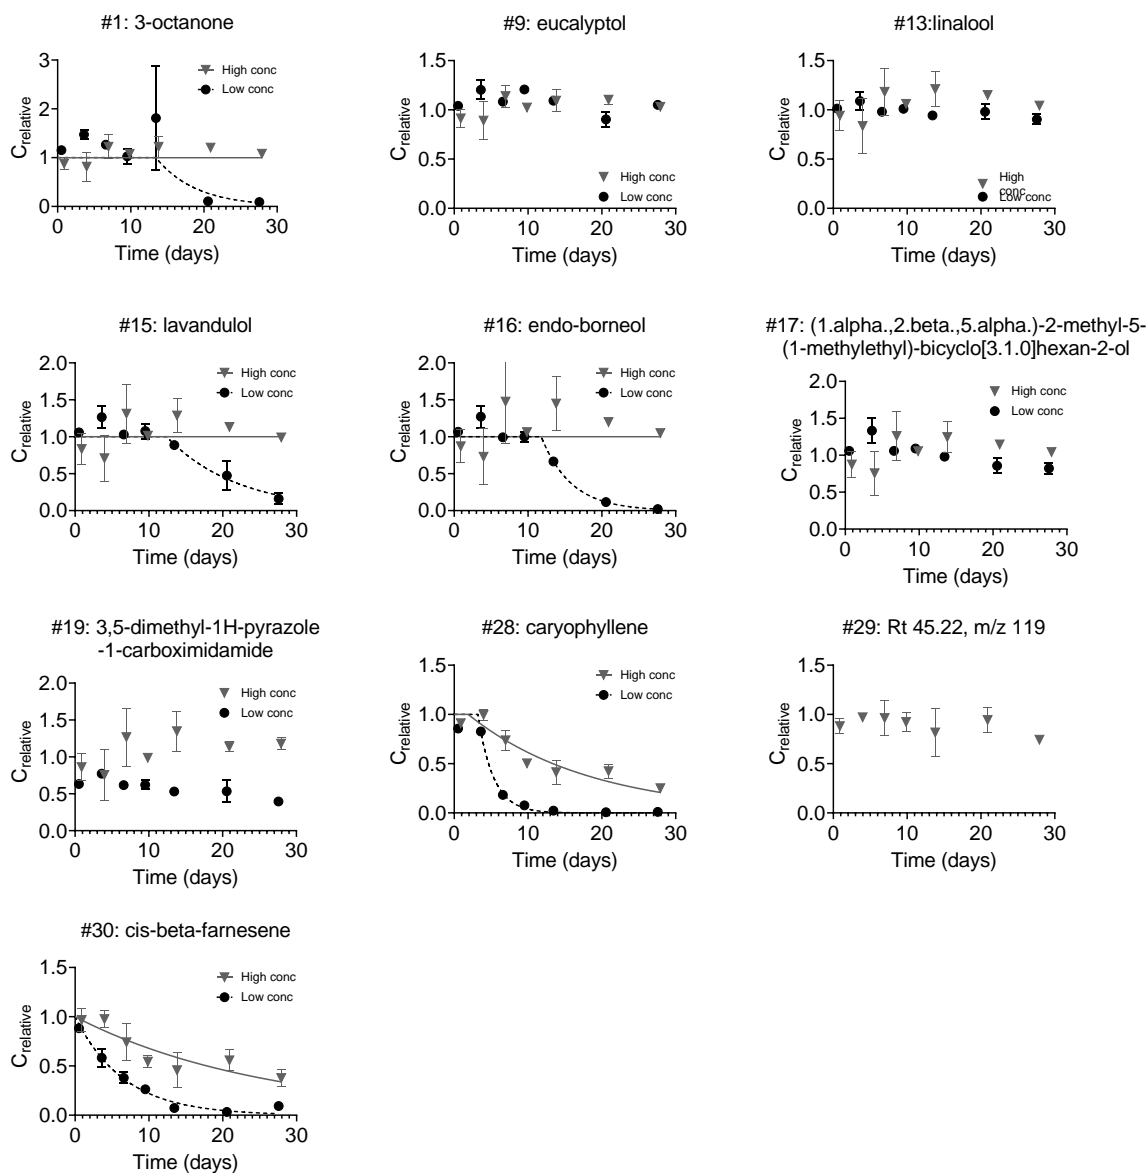 #1: 3-octanone
3
2
1
0
0
10
20
30
High conc
Low conc
Crelative
Time (days)
#9: eucalyptol
1.5
1.0
0.5
0.0
0
10
20
30
High conc
Low conc
Crelative
Time (days)
#13:linalool
1.5
1.0
0.5
0.0
0
10
20
30
High
conc
Low conc
Crelative
Time (days)
#15: lavandulol
2.0
1.5
1.0
0.5
0.0
0
10
20
30
High conc
Low conc
Crelative
Time (days)
#16: endo-borneol
2.0
1.5
1.0
0.5
0.0
0
10
20
30
High conc
Low conc
Crelative
Time (days)
#17: (1.alpha.,2.beta.,5.alpha.)-2-methyl-5-
(1-methylethyl)-bicyclo[3.1.0]hexan-2-ol
2.0
1.5
1.0
0.5
0.0
0
10
20
30
High conc
Low conc
Crelative
Time (days)
#19: 3,5-dimethyl-1H-pyrazole
-1-carboximidamide
2.0
1.5
1.0
0.5
0.0
0
10
20
30
High conc
Low conc
Crelative
Time (days)
#28: caryophyllene
1.5
1.0
0.5
0.0
0
10
20
30
High conc
Low conc
Crelative
Time (days)
#29: Rt 45.22, m/z 119
1.5
1.0
0.5
0.0
0
10
20
30
Crelative
Time (days)
#30: cis-beta-farnesene
1.5
1.0
0.5
0.0
0
10
20
30
High conc
Low conc
Crelative
Time (days)